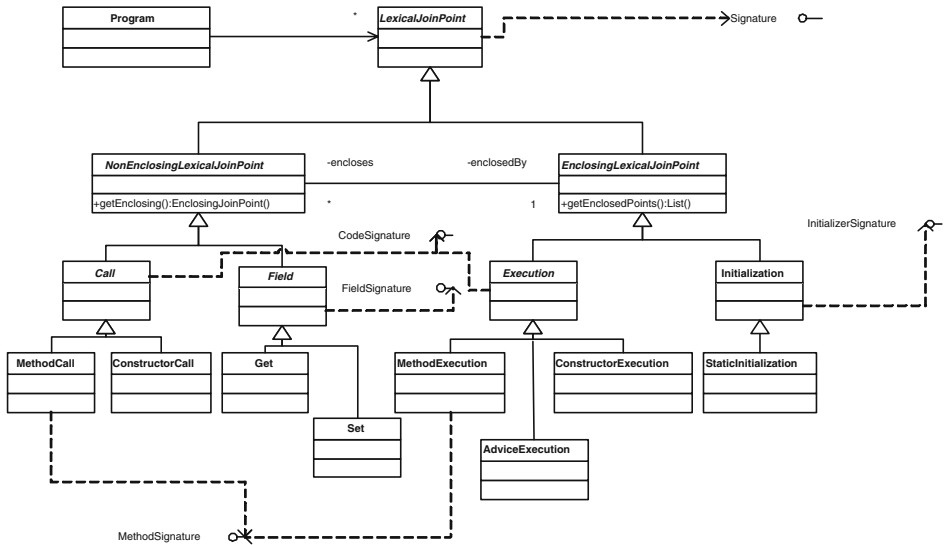 Program
*
LexicalJoinPoint
Signature
NonEnclosingLexicalJoinPoint
-encloses
-enclosedBy
EnclosingLexicalJoinPoint
+getEnclosing():EnclosingJoinPoint()
*
1
+getEnclosedPoints():List()
InitializerSignature
CodeSignature
Call
Field
FieldSignature
Execution
Initialization
MethodCall
ConstructorCall
Get
MethodExecution
ConstructorExecution
StaticInitialization
Set
AdviceExecution
MethodSignature